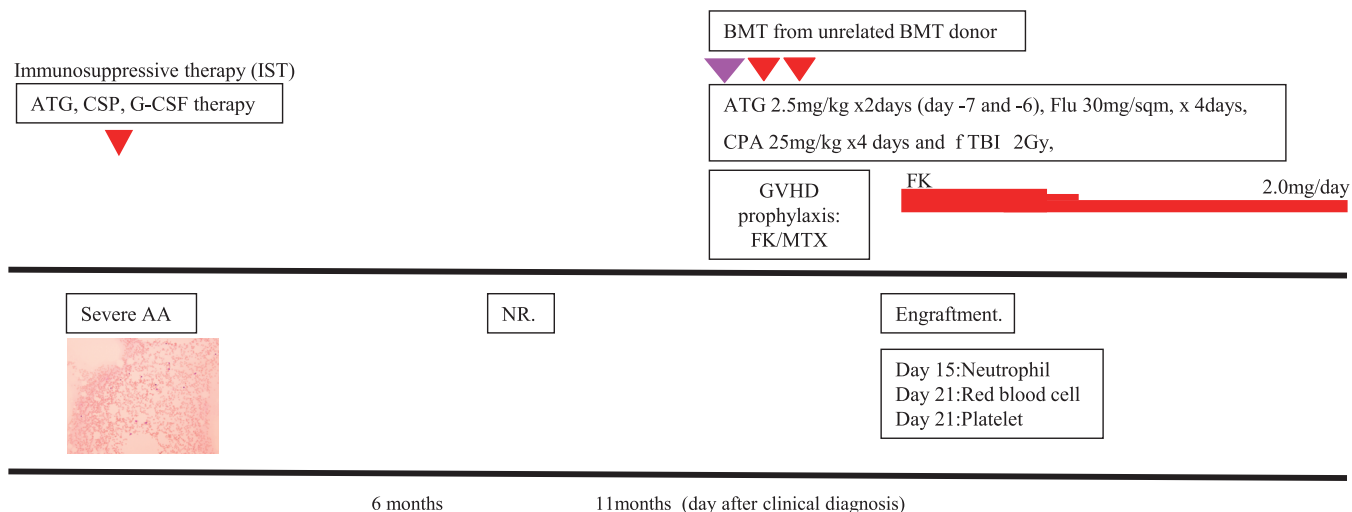 BMT from unrelated BMT donor
Immunosuppressive therapy (IST)
ATG, CSP, G-CSF therapy
ATG 2.5mg/kg x2days (day -7 and -6), Flu 30mg/sqm, x 4days,
CPA 25mg/kg x4 days and f TBI 2Gy,
GVHD
prophylaxis:
FK/MTX
FK
2.0mg/day
Severe AA
NR.
Engraftment.
Day 15:Neutrophil
Day 21:Red blood cell
Day 21:Platelet
6 months
11months (day after clinical diagnosis)